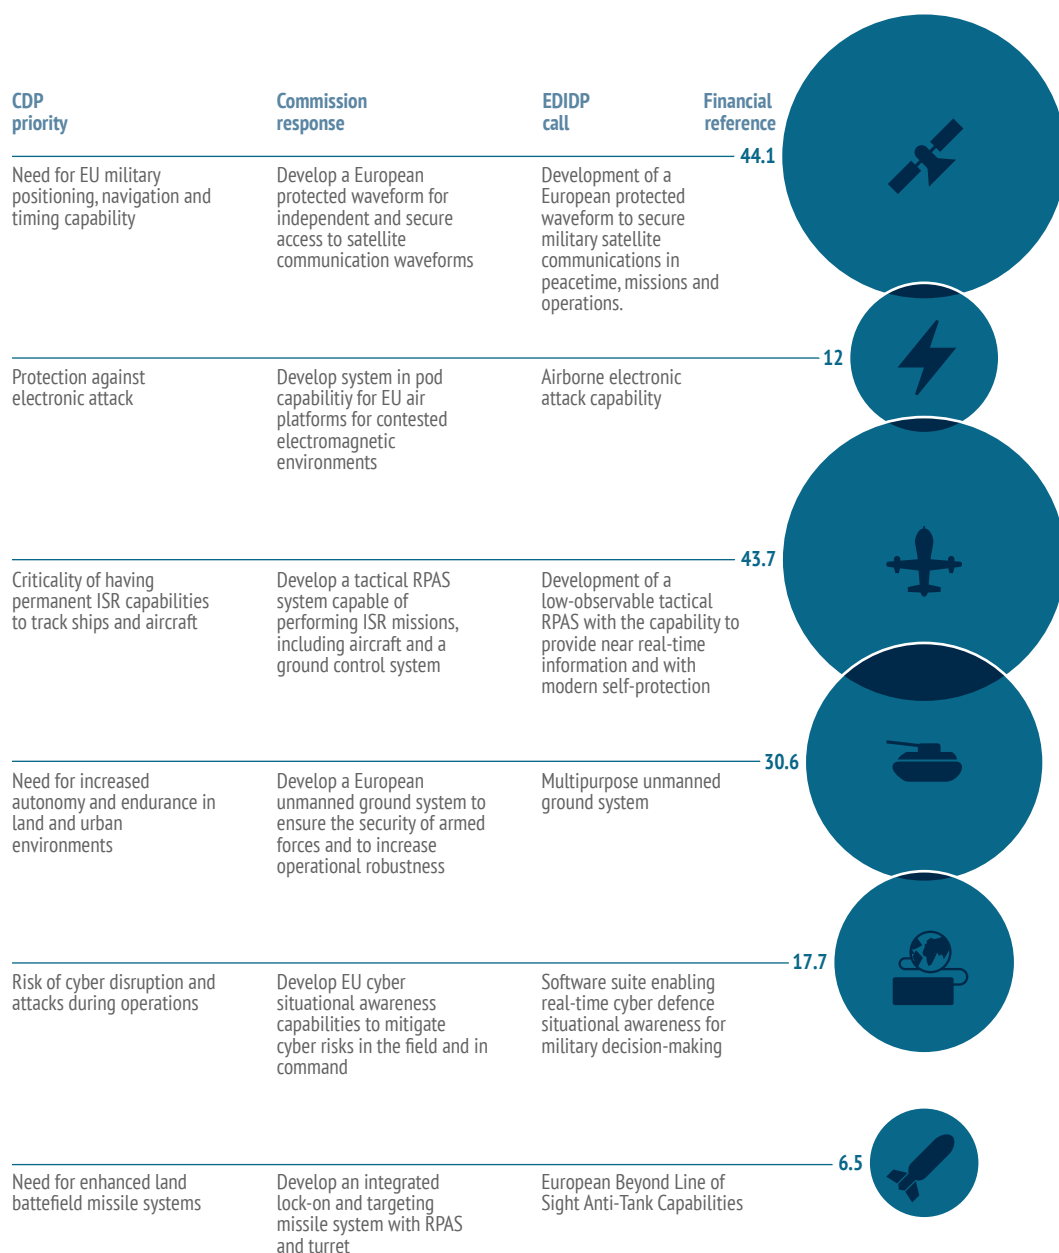 CDP
priority
Commission
response
EDIDP
call
Financial
reference
44.1
Need for EU military
positioning, navigation and
timing capability
Develop a European
protected waveform for
independent and secure
access to satellite
communication waveforms
Development of a
European protected
waveform to secure
military satellite
communications in
peacetime, missions and
operations.
12
Protection against
electronic attack
Develop system in pod
capabilitiy for EU air
platforms for contested
electromagnetic
environments
Airborne electronic
attack capability
43.7
Criticality of having
permanent ISR capabilities
to track ships and aircraft
Develop a tactical RPAS
system capable of
performing ISR missions,
including aircraft and a
ground control system
Development of a
low-observable tactical
RPAS with the capability to
provide near real-time
information and with
modern self-protection
30.6
Need for increased
autonomy and endurance in
land and urban
environments
Develop a European
unmanned ground system to
ensure the security of armed
forces and to increase
operational robustness
Multipurpose unmanned
ground system
17.7
Risk of cyber disruption and
attacks during operations
Develop EU cyber
situational awareness
capabilities to mitigate
cyber risks in the field and in
command
Software suite enabling
real-time cyber defence
situational awareness for
military decision-making
6.5
Need for enhanced land
battefield missile systems
Develop an integrated
lock-on and targeting
missile system with RPAS
and turret
European Beyond Line of
Sight Anti-Tank Capabilities